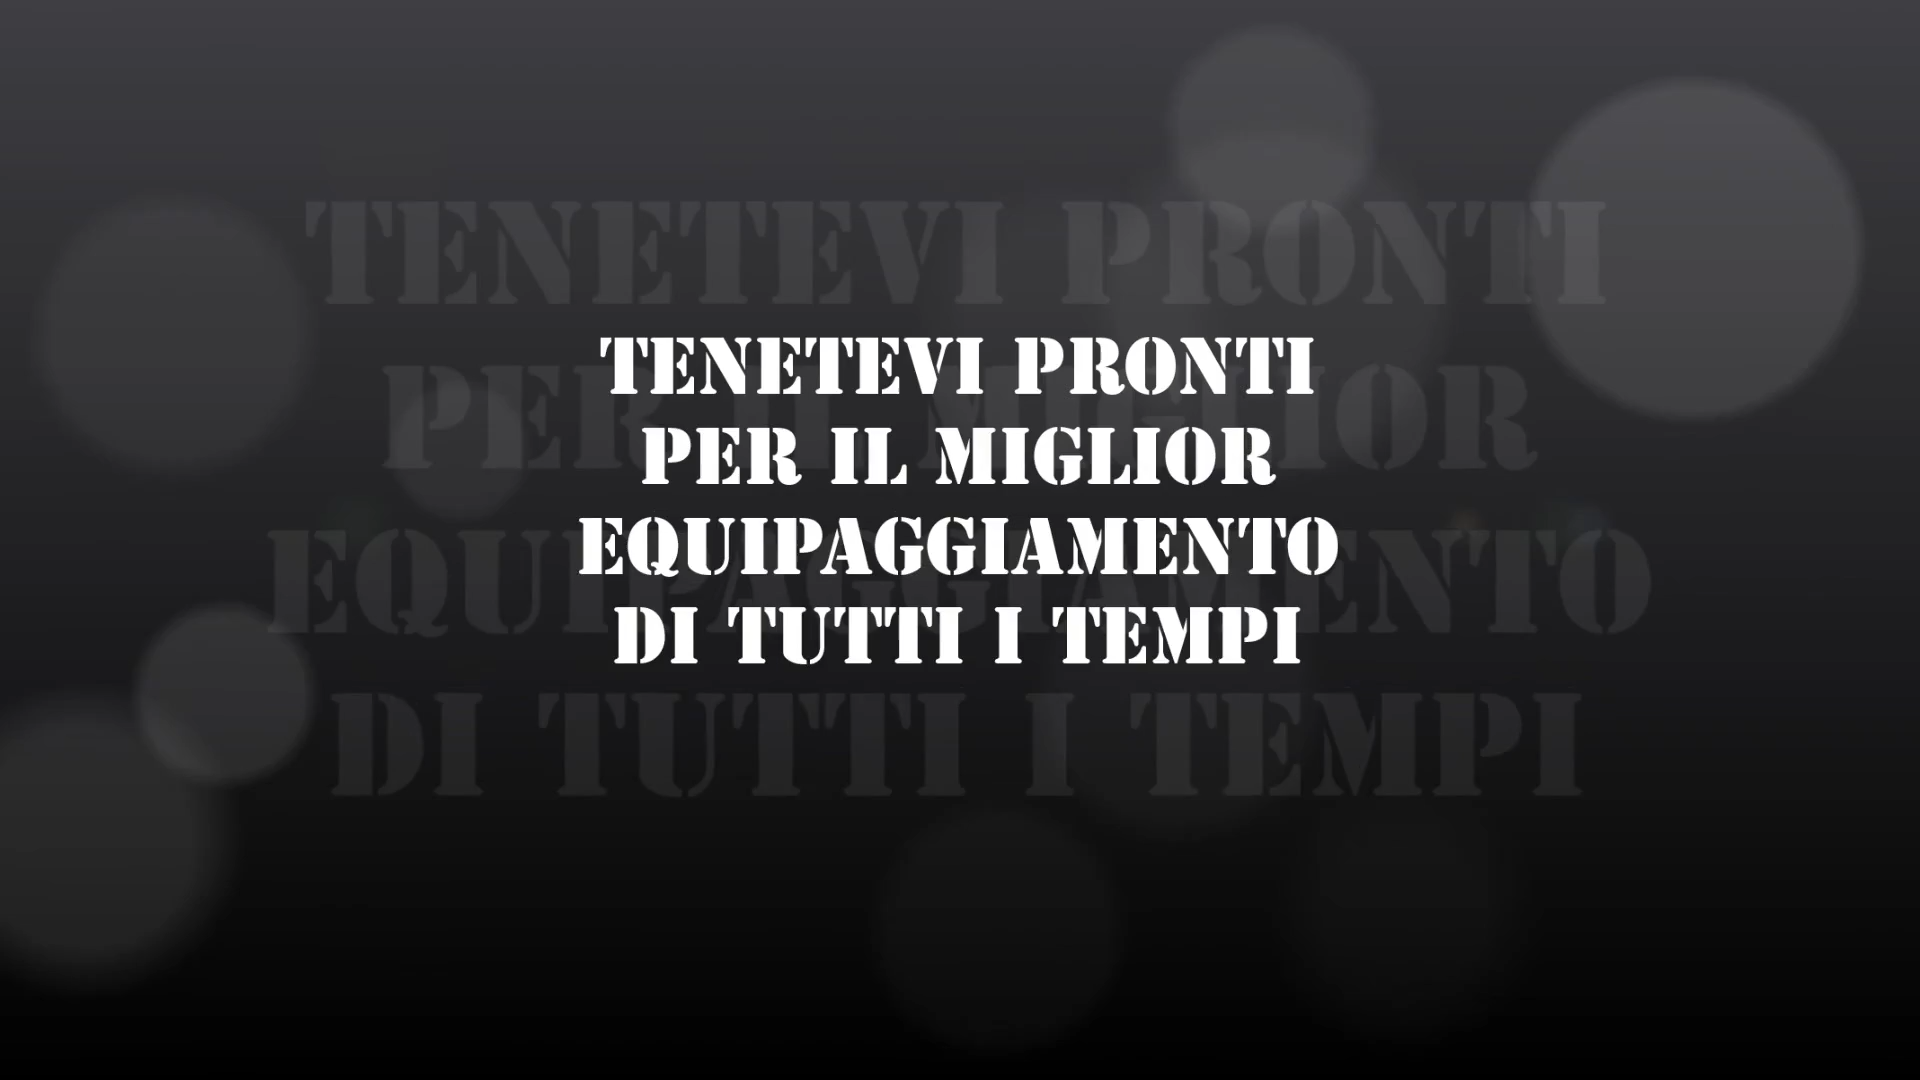 TENETEVI PRONTI
PER IL MIGLIOR
EQUIPAGGIAMENTO
DI TUTTI I TEMPI